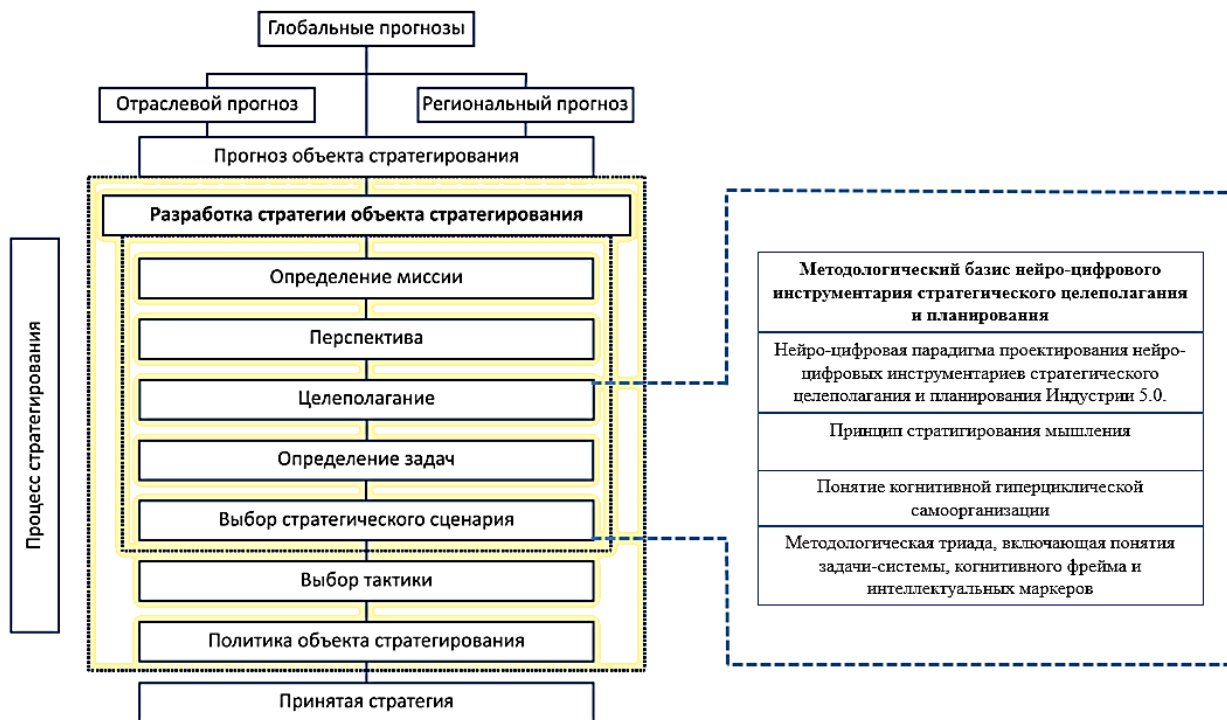 Глобальные прогнозы
Отраслевой прогноз
Региональный прогноз
Прогноз объекта стратегирования
Разработка стратегии объекта стратегирования
Процесс стратегирования
Определение миссии
Перспектива
Целеполагание
Определение задач
Выбор стратегического сценария
Выбор тактики
Политика объекта стратегирования
Принятая стратегия
Методологический базис нейро-цифрового
инструментария стратегического целеполагания
и планирования
Нейро-цифровая парадигма проектирования нейро-
цифровых инструментариев стратегического
целеполагания и планирования Индустрии 5.0.
Принцип стратигирования мышления
Понятие когнитивной гиперциклической
самоорганизации
Методологическая триада, включающая понятия
задачи-системы, когнитивного фрейма и
интеллектуальных маркеров